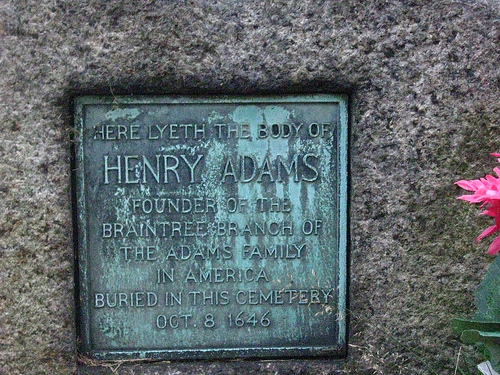 HERE LYETH THE BODY OF
HENRY ADAMS
FOUNDER OF THE
BRAINTREE BRANCH OF
THE ADAMS FAMILY
IN AMERICA
BURIED IN THIS CEMETERY
OCT. 8 1646